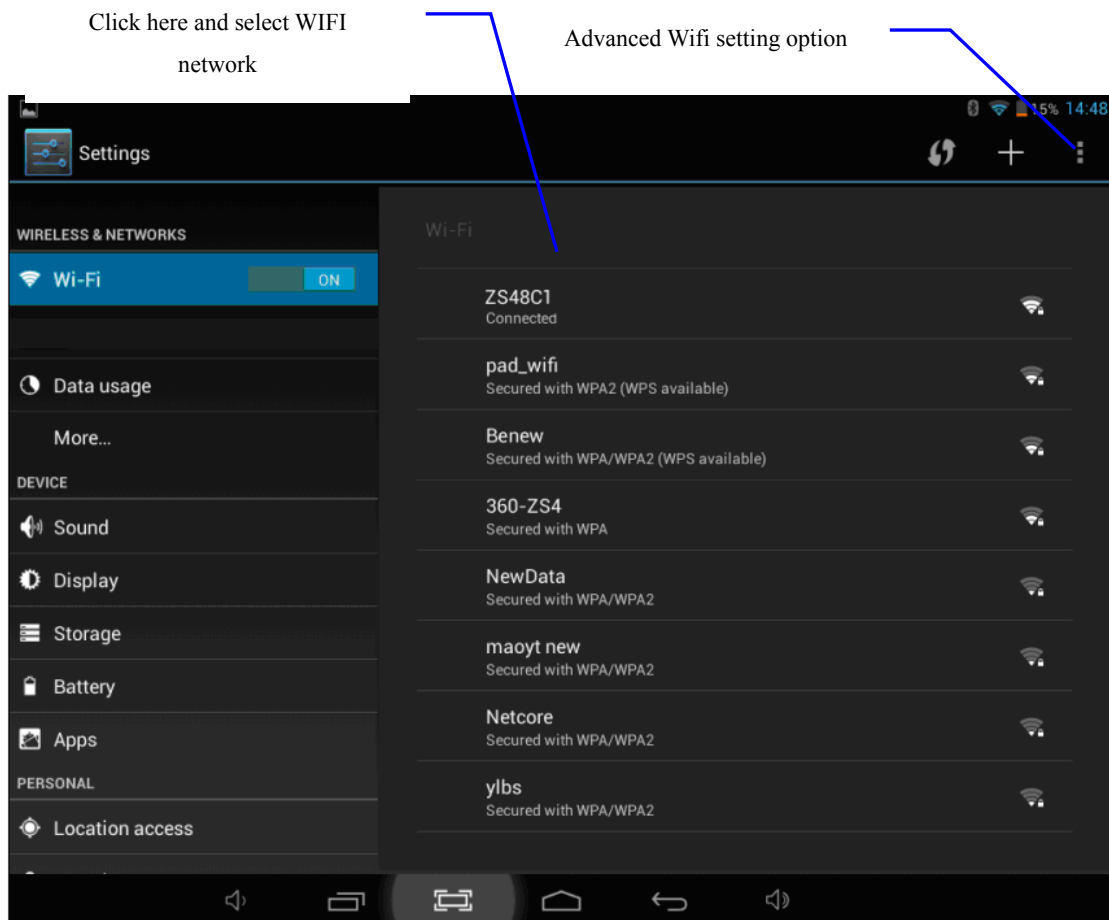 Click here and select WIFI
network
Advanced Wifi setting option
15% 14:48
Settings
WIRELESS & NETWORKS
Wi-Fi
ON
Data usage
More...
DEVICE
Sound
Display
Storage
Battery
Apps
PERSONAL
Location access
Wi-Fi
ZS48C1
Connected
pad_wifi
Secured with WPA2 (WPS available)
Benew
Secured with WPA/WPA2 (WPS available)
360-ZS4
Secured with WPA
NewData
Secured with WPA/WPA2
maoyt new
Secured with WPA/WPA2
Netcore
Secured with WPA/WPA2
ylbs
Secured with WPA/WPA2